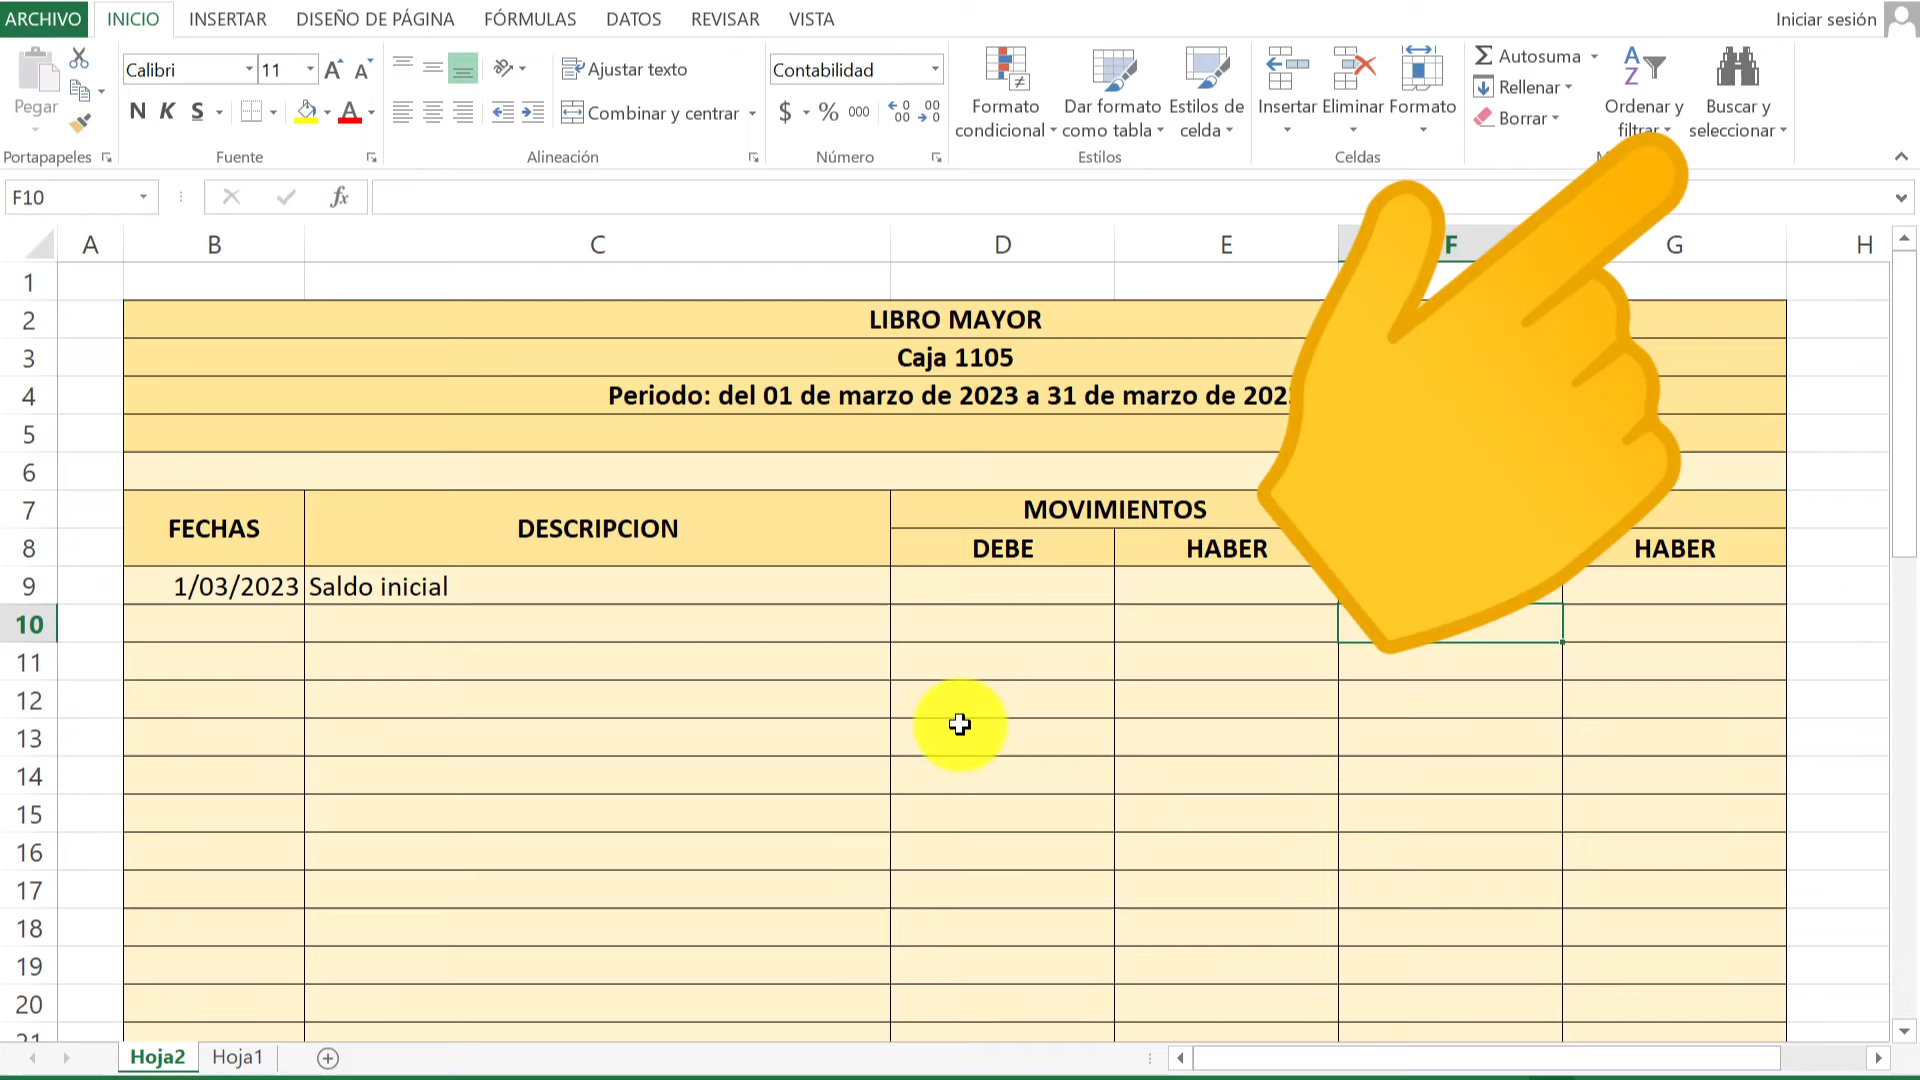 ARCHIVO INICIO INSERTAR DISEÑO DE PÁGINA FÓRMULAS DATOS REVISAR VISTA Iniciar sesión
Pegar
Portapapeles
Calibri 11
N K S
Fuente
Ajustar texto
Combinar y centrar
Alineación
Contabilidad
$ % 000
Número
Formato condicional
Dar formato como tabla
Estilos de celda
Estilos
Insertar Eliminar Formato
Celdas
Autosuma
Rellenar
Borrar
Ordenar y filtrar
Buscar y seleccionar
F10
fx
A B C D E F G H
1
2 LIBRO MAYOR
3 Caja 1105
4 Periodo: del 01 de marzo de 2023 a 31 de marzo de 202
5
6
7 FECHAS DESCRIPCION MOVIMIENTOS
8 DEBE HABER HABER
9 1/03/2023 Saldo inicial
10
11
12
13
14
15
16
17
18
19
20
21
Hoja2 Hoja1